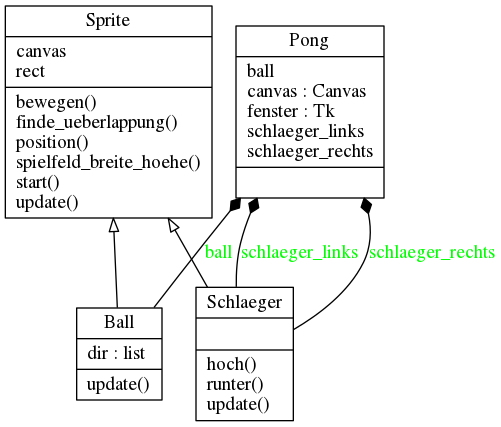 Sprite
canvas
rect
bewegen()
finde_ueberlappung()
position()
spielfeld_breite_hoehe()
start()
update()
Pong
ball
canvas : Canvas
fenster : Tk
schlaeger_links
schlaeger_rechts
ball
schlaeger_links
schlaeger_rechts
Ball
dir : list
update()
Schlaeger
hoch()
runter()
update()